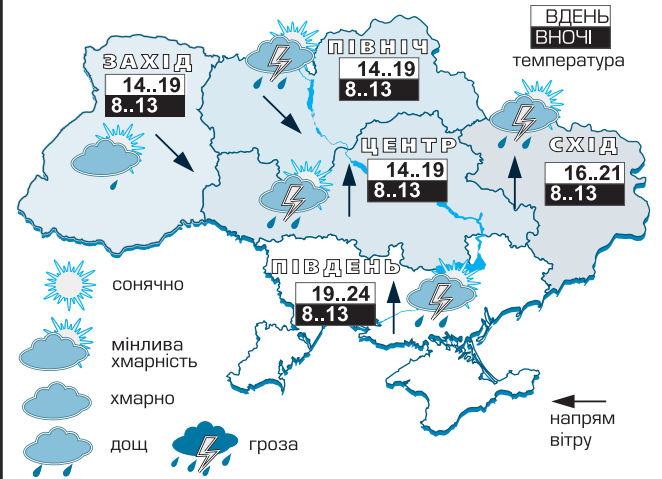 ВДЕНЬ
ВНОЧІ
температура
ЗАХІД
14..19
8..13
ПІВНІЧ
14..19
8..13
ЦЕНТР
14..19
8..13
СХІД
16..21
8..13
ПІВДЕНЬ
19..24
8..13
сонячно
мінлива
хмарність
хмарно
дощ
гроза
напрям
вітру